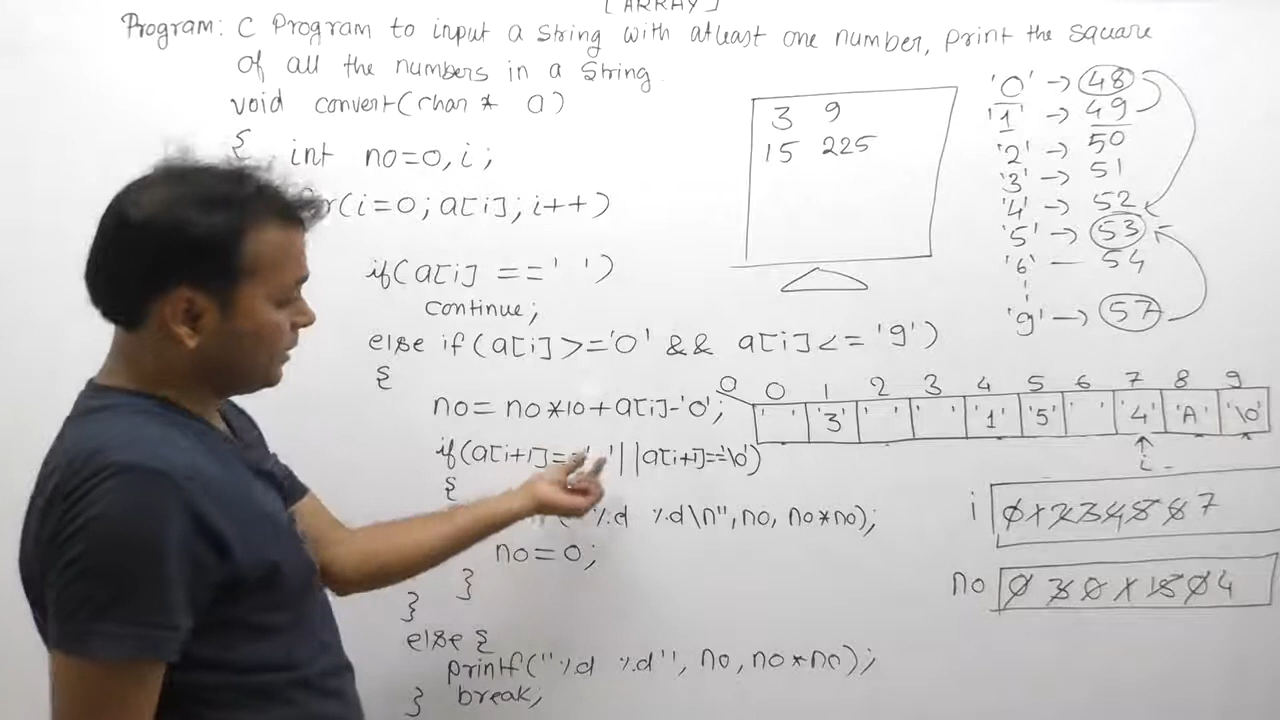 [ARRAY]
Program: C Program to input a string with atleast one number, print the square
of all the numbers in a string
void convert(char * a)
{ int no=0,i;
(i=0;a[i];i++)
if(a[i] ==' ')
continue;
else if(a[i]>='0' && a[i]<='9')
{
no=no*10+a[i]-'0';
if(a[i+1]==' '||a[i+1]=='\0')
{
"%d %d\n",no, no*no);
no=0;
}
}
else {
printf("%d %d", no, no*no);
} break;
3 9
15 225
'0' → 48
'1' → 49
'2' → 50
'3' → 51
'4' → 52
'5' → 53
'6' — 54
'9' → 57
a 0 1 2 3 4 5 6 7 8 9
' ' '3' ' ' ' ' '1' '5' ' ' '4' 'A' '\0'
i
i 0 1 2 3 4 5 6 7
no 0 3 0 1 15 0 4